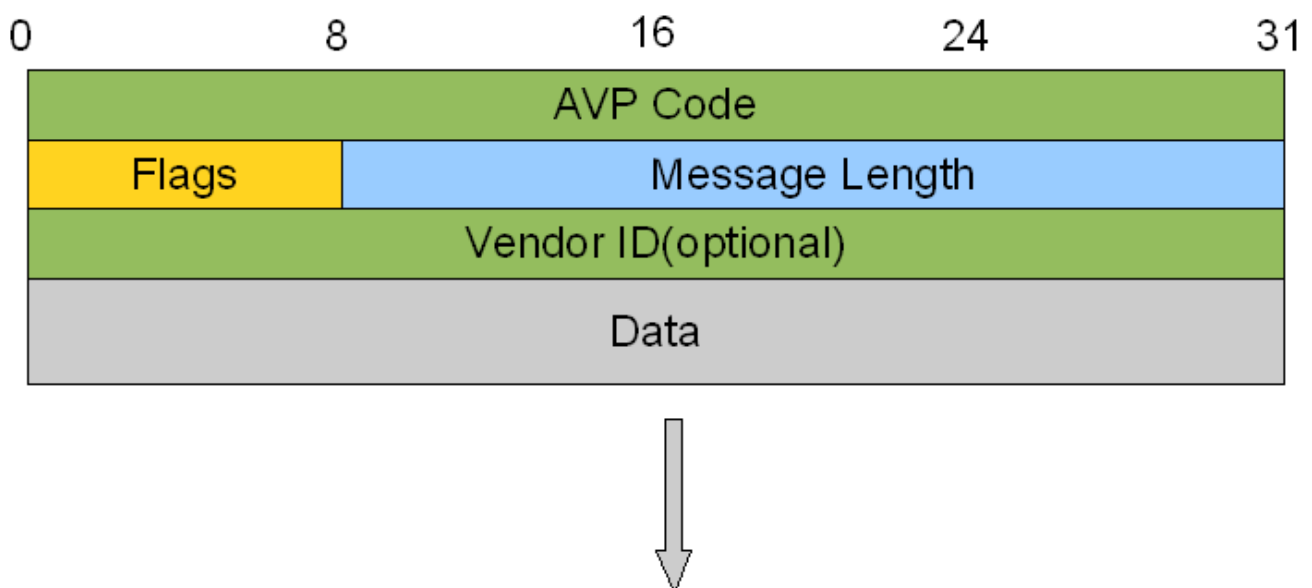 0 8 16 24 31
AVP Code
Flags Message Length
Vendor ID(optional)
Data